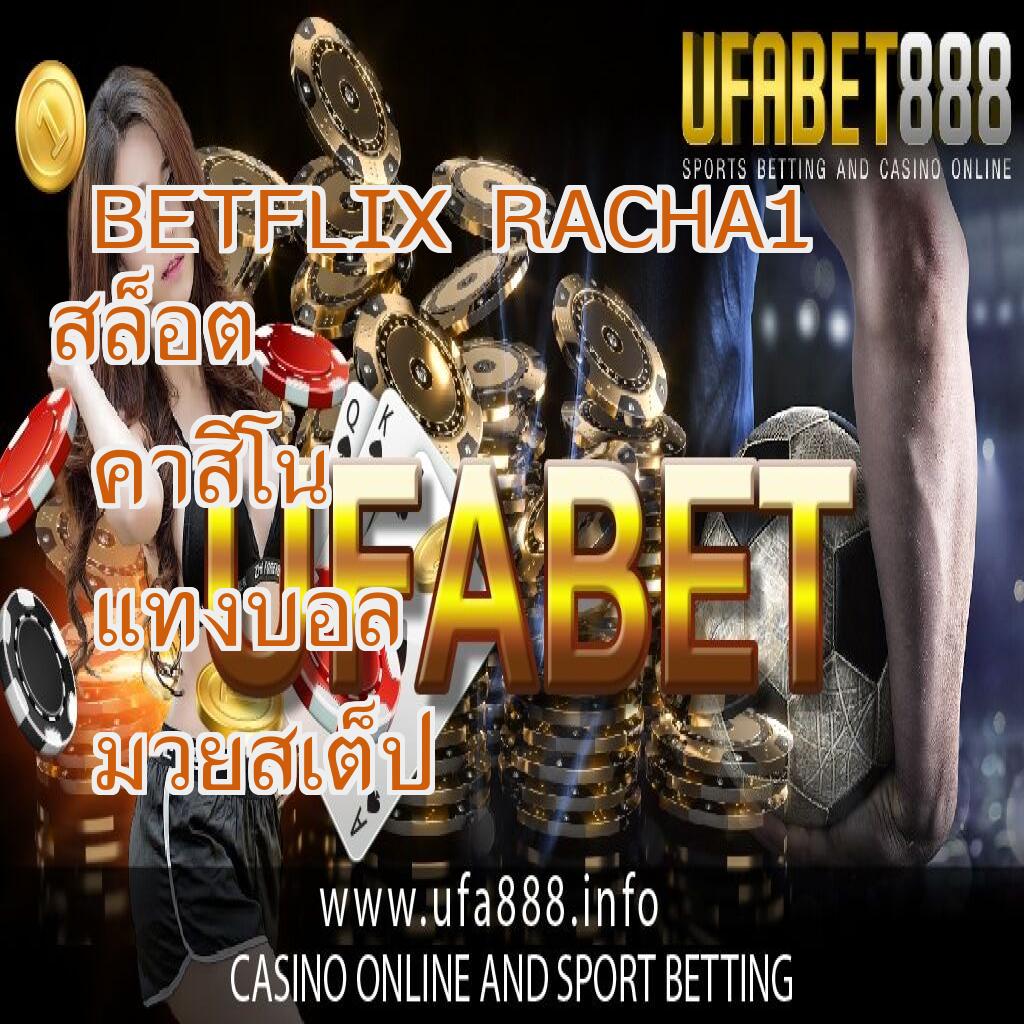 UFABET888
SPORTS BETTING AND CASINO ONLINE
BETFLIX RACHA1
สล็อต
คาสิโน
UFABET
แทงบอล
มวยสเต็ป
Q K
A
1
www.ufa888.info
CASINO ONLINE AND SPORT BETTING